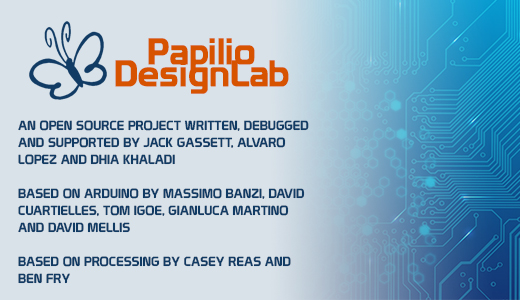 Papilio
DesignLab
AN OPEN SOURCE PROJECT WRITTEN, DEBUGGED
AND SUPPORTED BY JACK GASSETT, ALVARO
LOPEZ AND DHIA KHALADI
BASED ON ARDUINO BY MASSIMO BANZI, DAVID
CUARTIELLES, TOM IGOE, GIANLUCA MARTINO
AND DAVID MELLIS
BASED ON PROCESSING BY CASEY REAS AND
BEN FRY